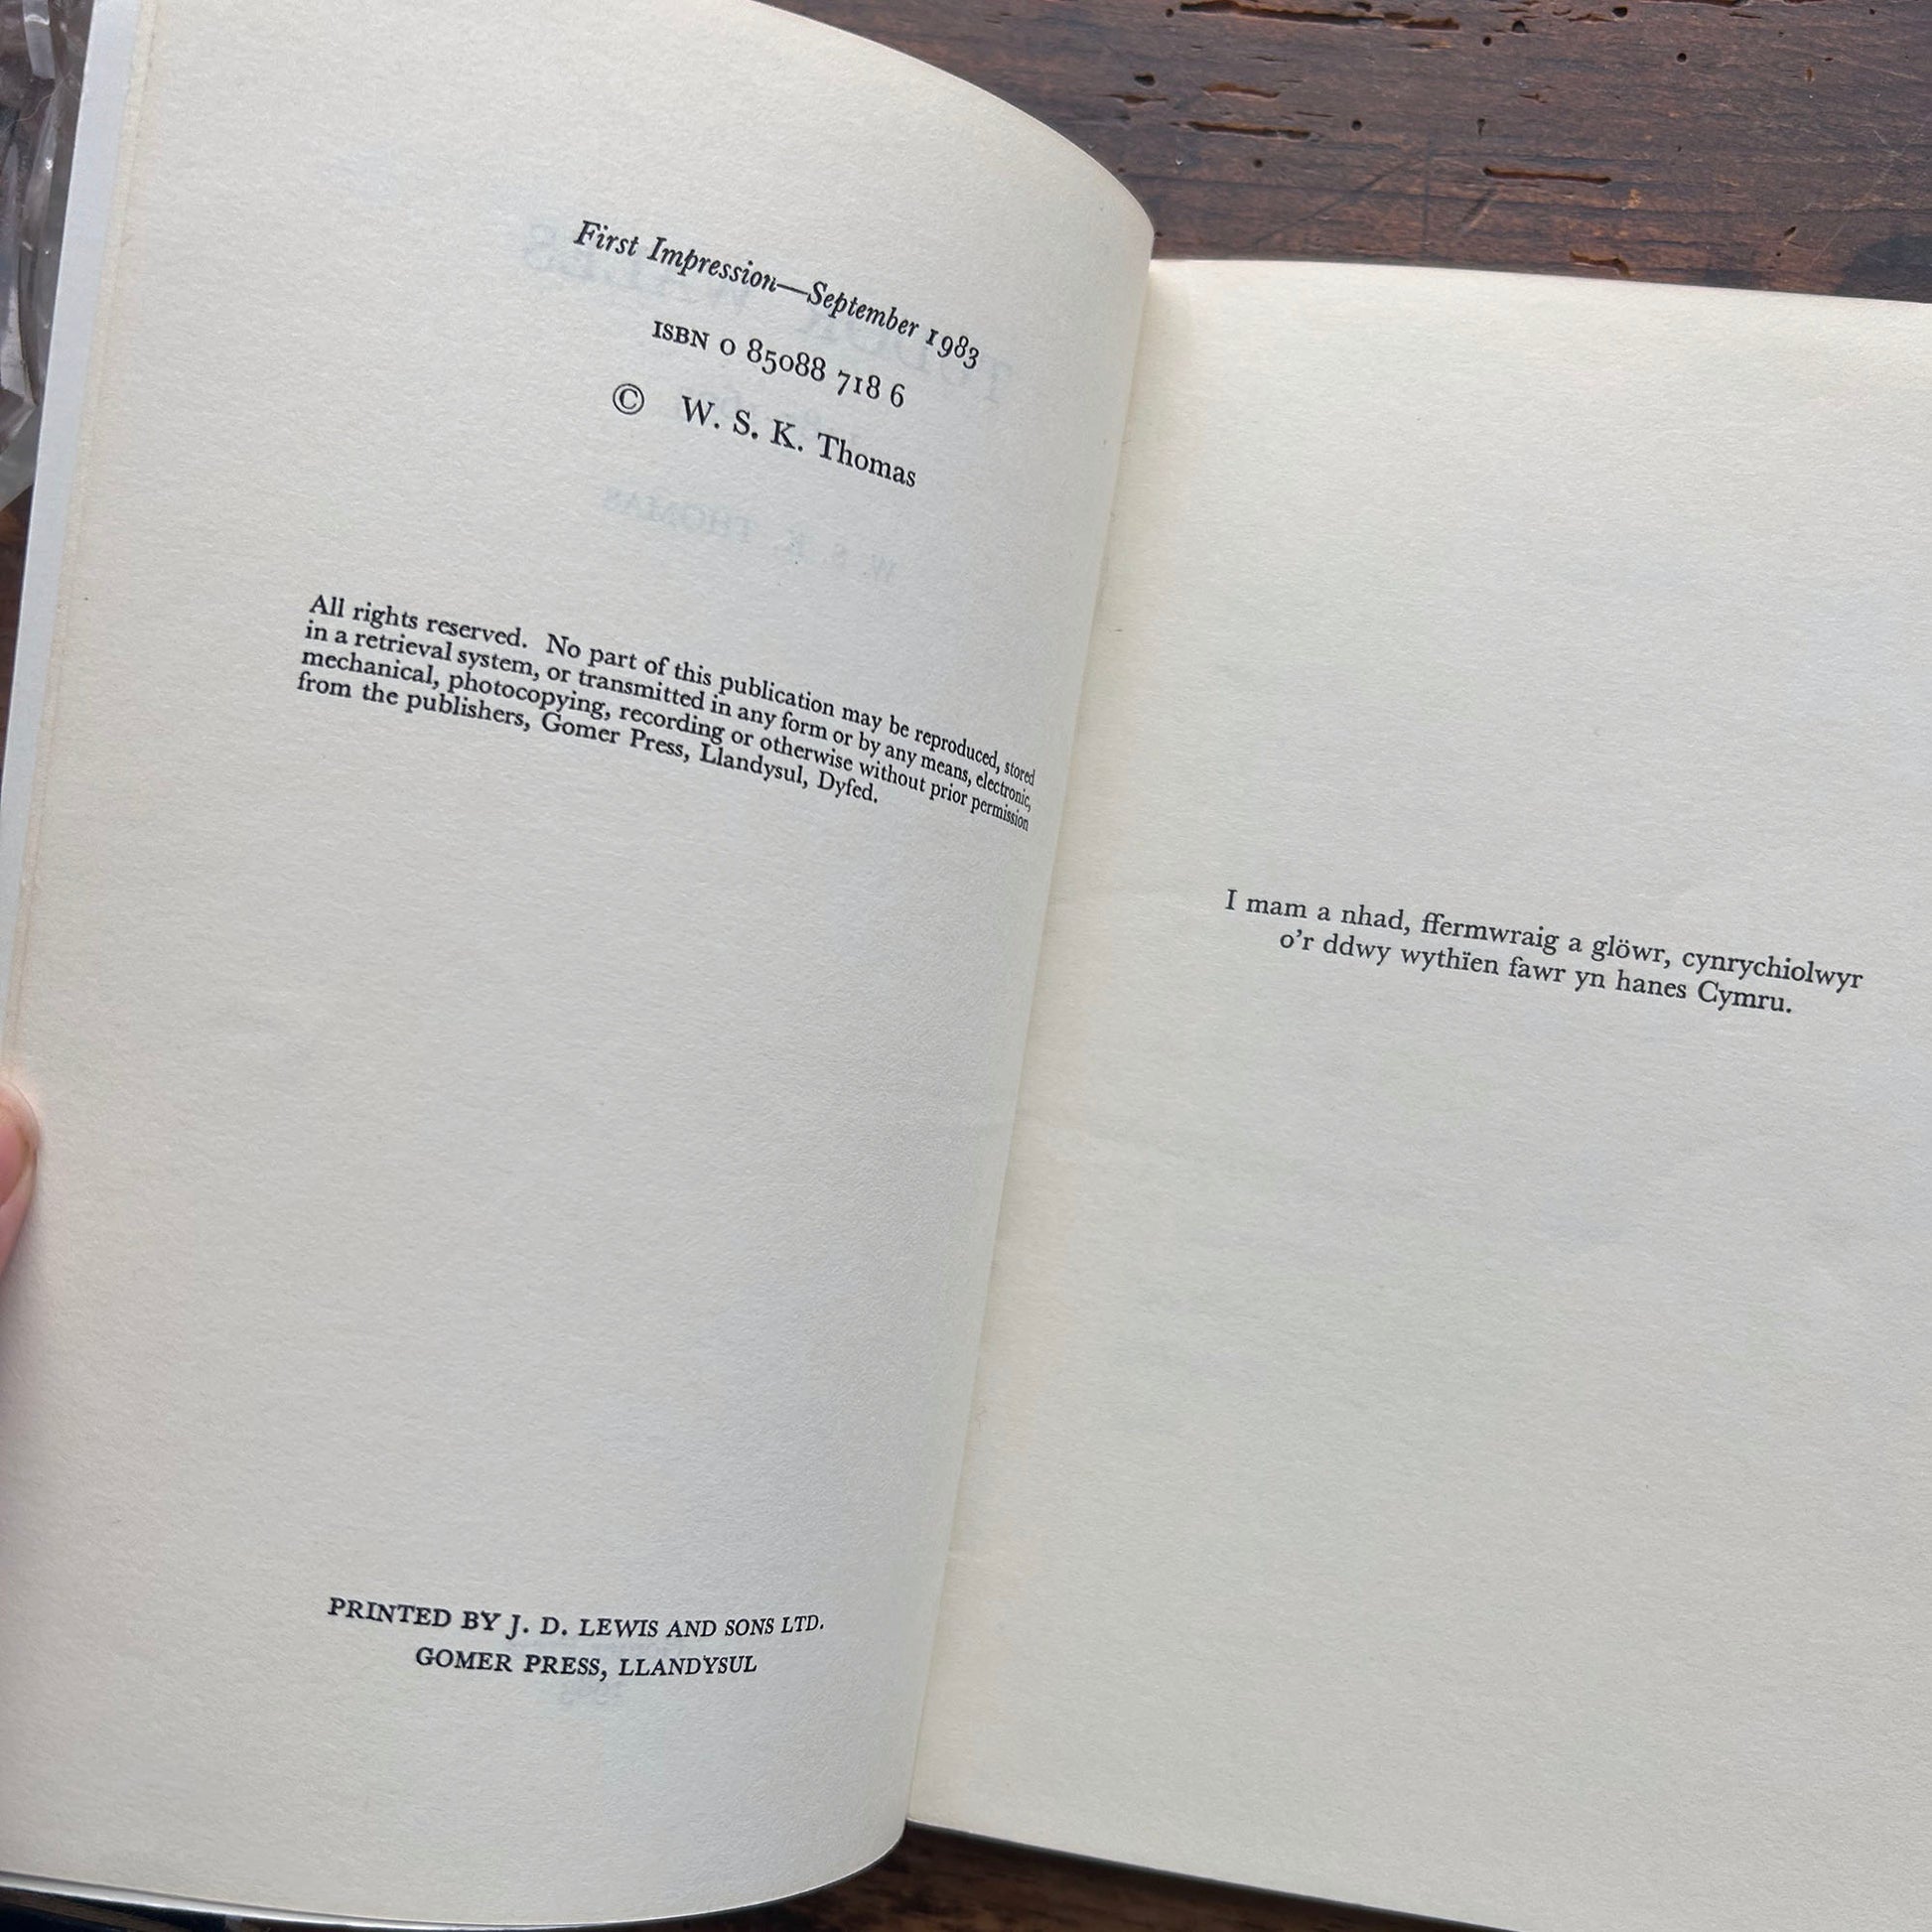 First Impression—September 1983
ISBN 0 85088 718 6
© W. S. K. Thomas
All rights reserved. No part of this publication may be reproduced, stored
in a retrieval system, or transmitted in any form or by any means, electronic,
mechanical, photocopying, recording or otherwise without prior permission
from the publishers, Gomer Press, Llandysul, Dyfed.
PRINTED BY J. D. LEWIS AND SONS LTD.
GOMER PRESS, LLANDYSUL
I mam a nhad, ffermwraig a glöwr, cynrychiolwyr
o'r ddwy wythïen fawr yn hanes Cymru.